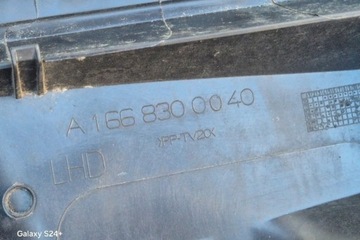 A 166 830 00 40
>PP-TV20<
LHD
Galaxy S24+